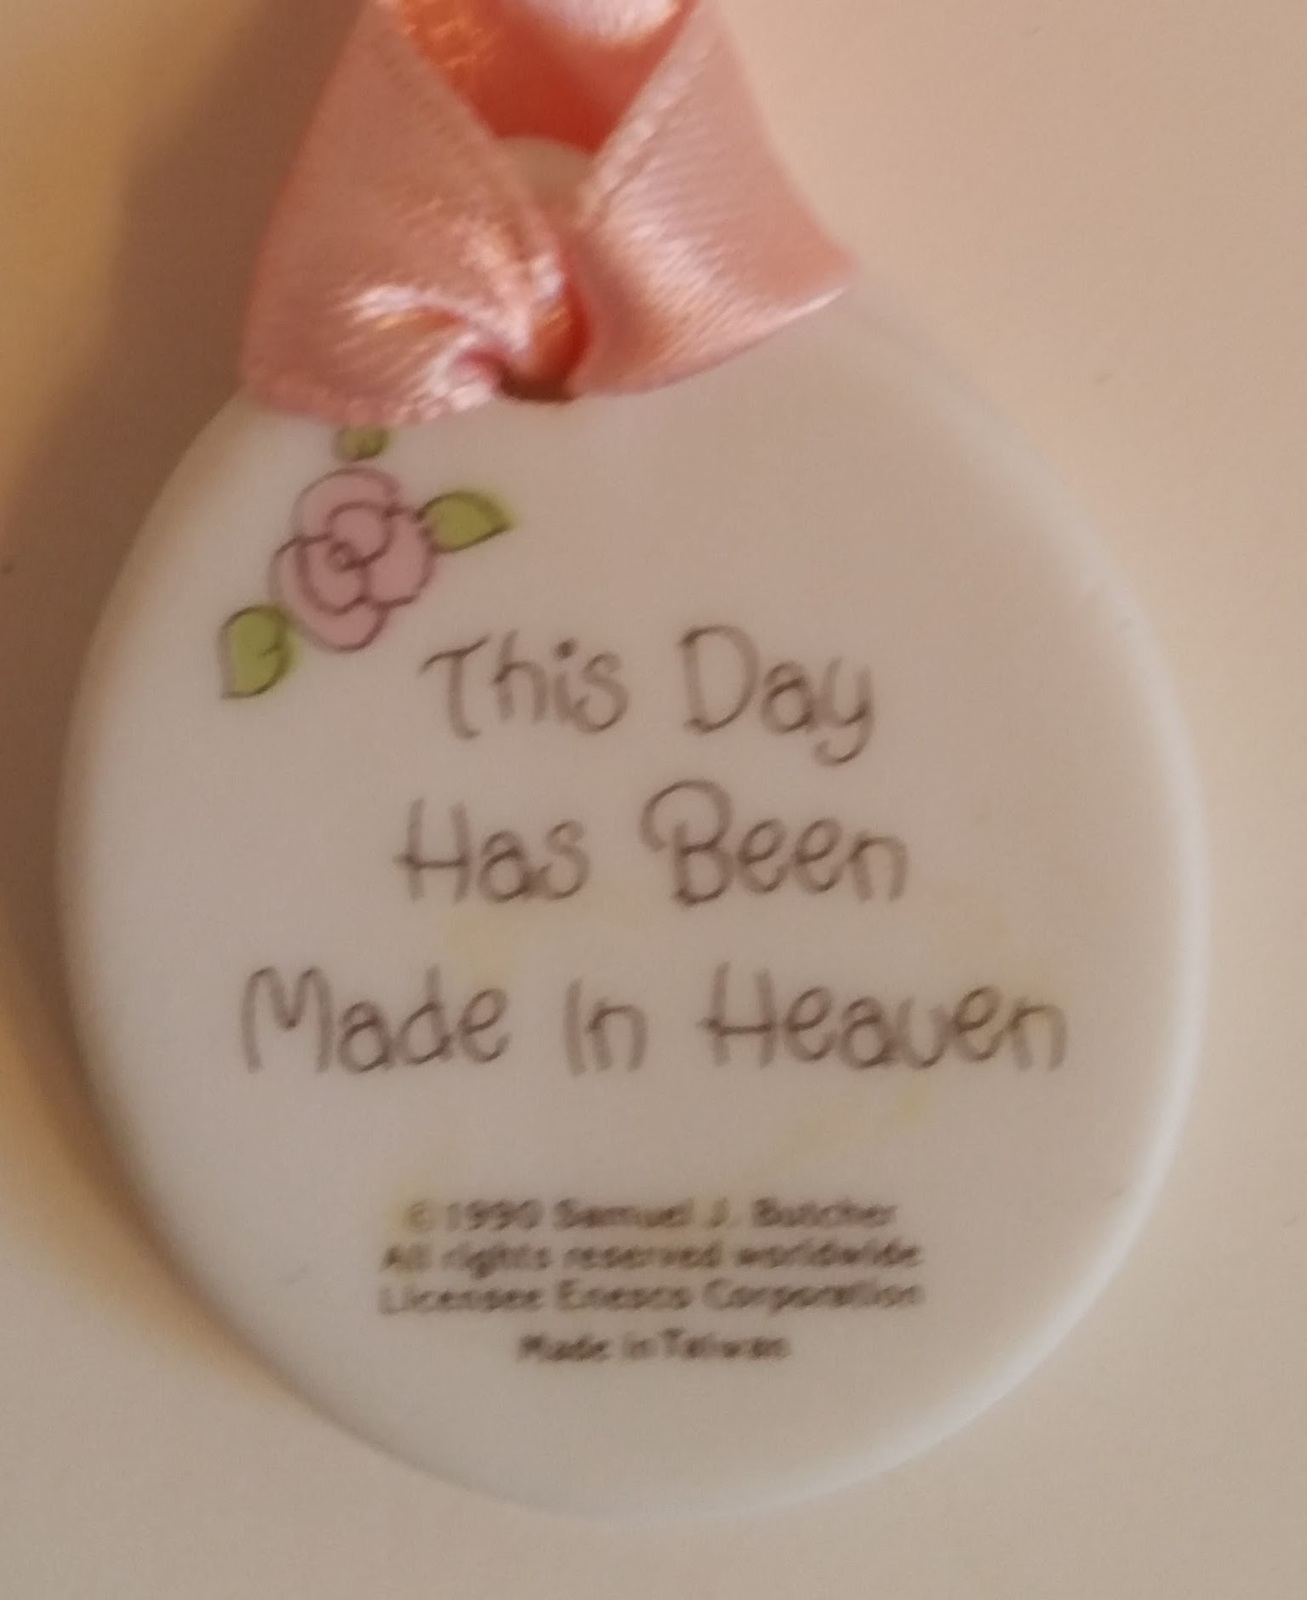 This Day
Has Been
Made In Heaven
© 1990 Samuel J. Butcher
All rights reserved worldwide
Licensee Enesco Corporation
Made in Taiwan